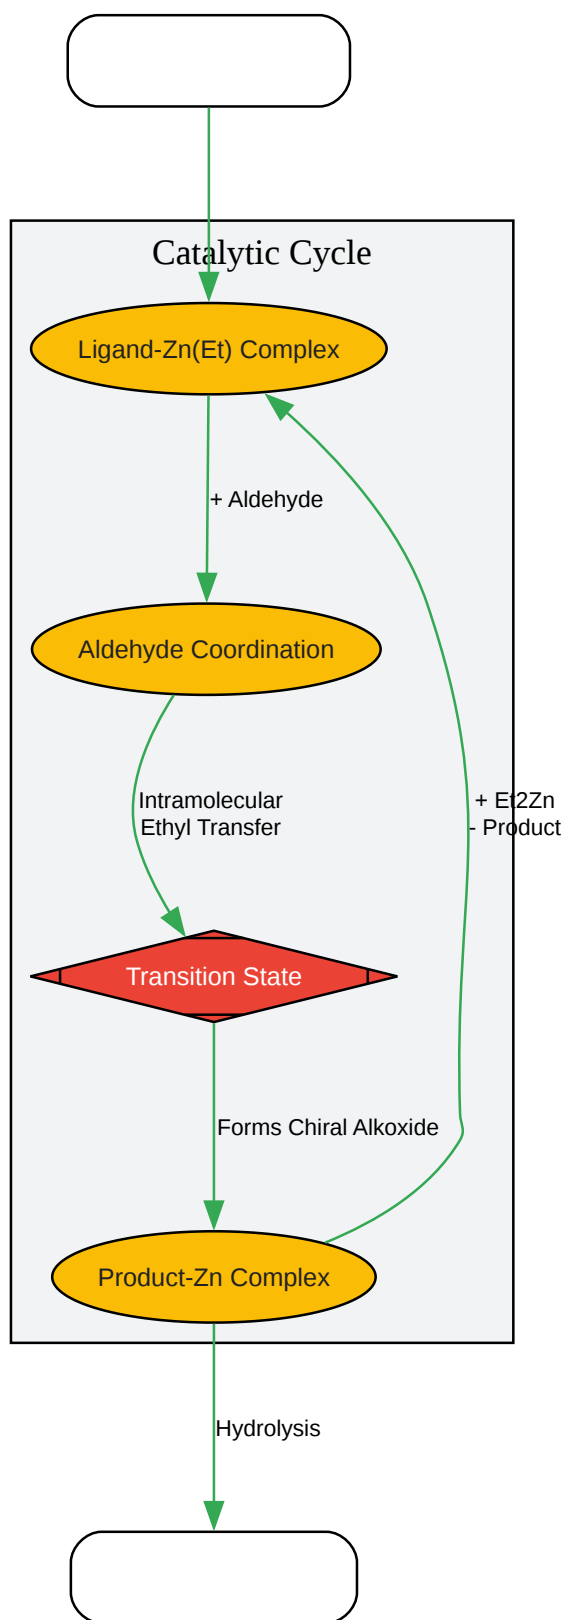 Catalytic Cycle
Ligand-Zn(Et) Complex
+ Aldehyde
Aldehyde Coordination
Intramolecular
Ethyl Transfer
+ Et2Zn
- Product
Transition State
Forms Chiral Alkoxide
Product-Zn Complex
Hydrolysis